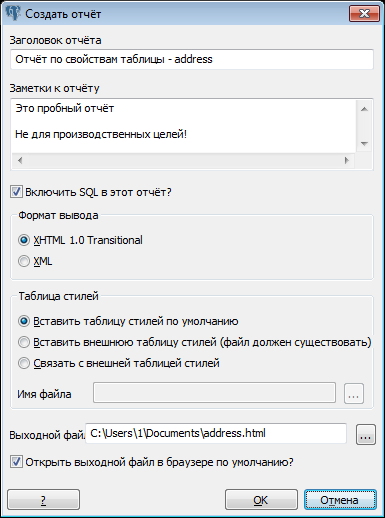 Создать отчёт
Заголовок отчёта
Отчёт по свойствам таблицы - address
Заметки к отчёту
Это пробный отчёт
Не для производственных целей!
Включить SQL в этот отчёт?
Формат вывода
XHTML 1.0 Transitional
XML
Таблица стилей
Вставить таблицу стилей по умолчанию
Вставить внешнюю таблицу стилей (файл должен существовать)
Связать с внешней таблицей стилей
Имя файла ...
Выходной файл C:\Users\1\Documents\address.html ...
Открыть выходной файл в браузере по умолчанию?
? OK Отмена